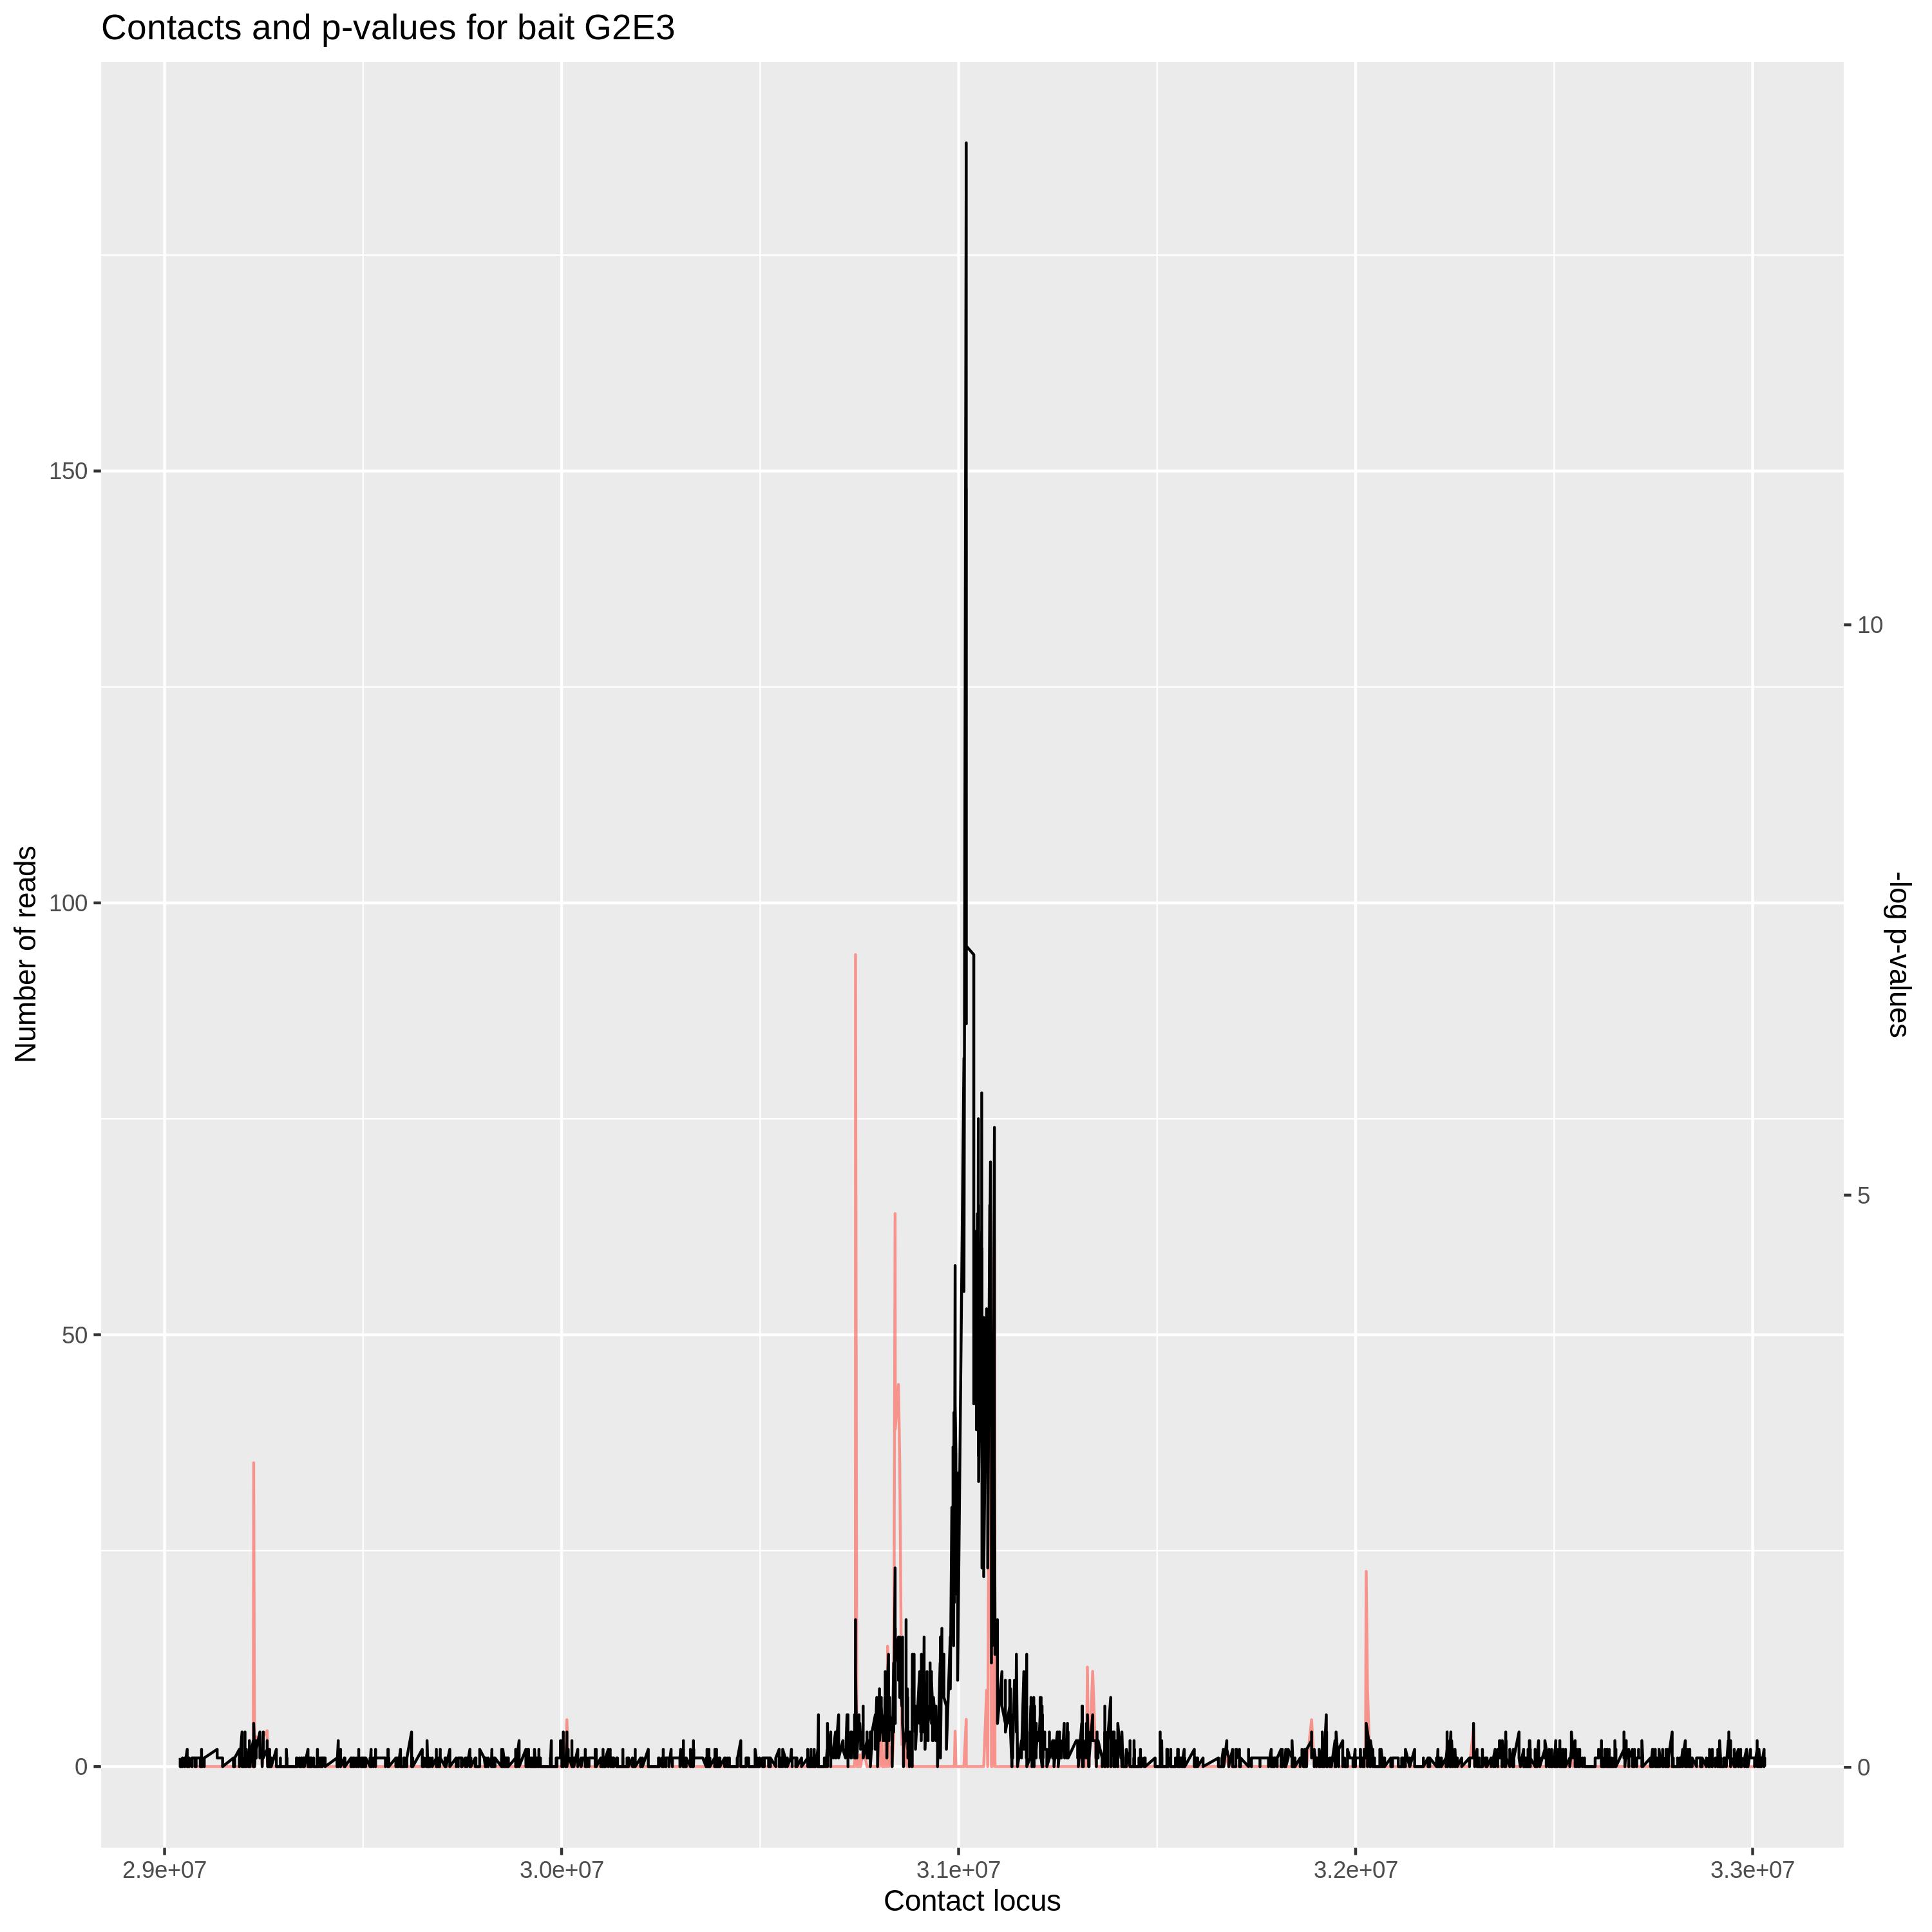 Contacts and p-values for bait G2E3
Number of reads
150
100
50
0
10
5
0
-log p-values
2.9e+07
3.0e+07
3.1e+07
3.2e+07
3.3e+07
Contact locus